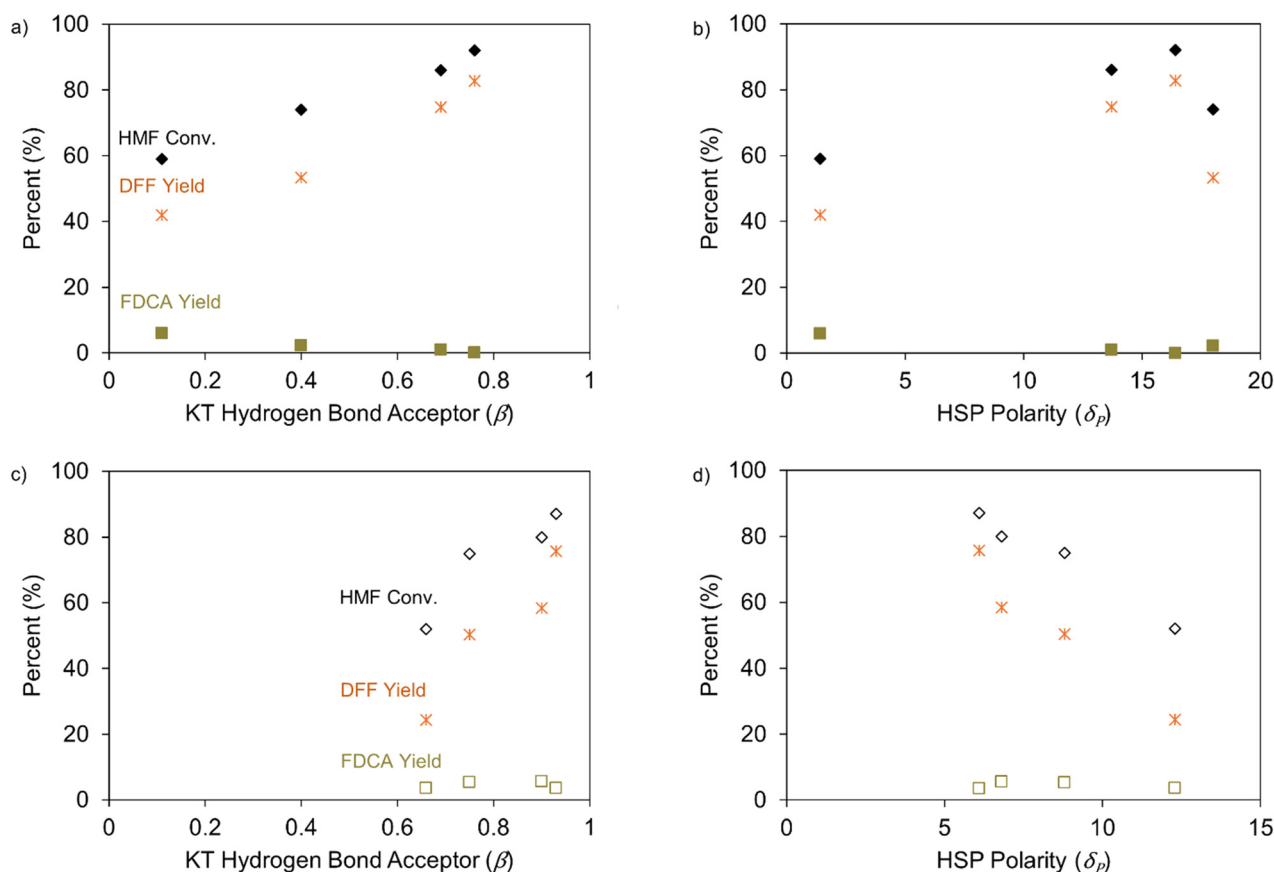 a)
100
80
60
40
20
0
Percent (%)
HMF Conv.
DFF Yield
FDCA Yield
0 0.2 0.4 0.6 0.8 1
KT Hydrogen Bond Acceptor (β)
b)
100
80
60
40
20
0
Percent (%)
0 5 10 15 20
HSP Polarity (δP)
c)
100
80
60
40
20
0
Percent (%)
HMF Conv.
DFF Yield
FDCA Yield
0 0.2 0.4 0.6 0.8 1
KT Hydrogen Bond Acceptor (β)
d)
100
80
60
40
20
0
Percent (%)
0 5 10 15
HSP Polarity (δP)